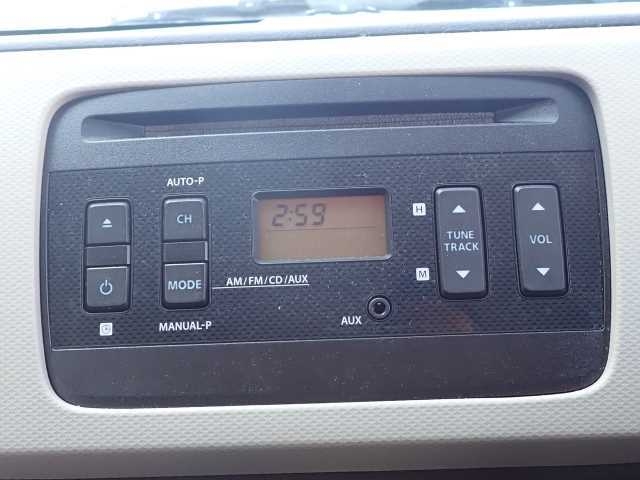 AUTO-P
CH
MODE
AM/FM/CD/AUX
MANUAL-P
2:59
AUX
H
M
TUNE
TRACK
VOL